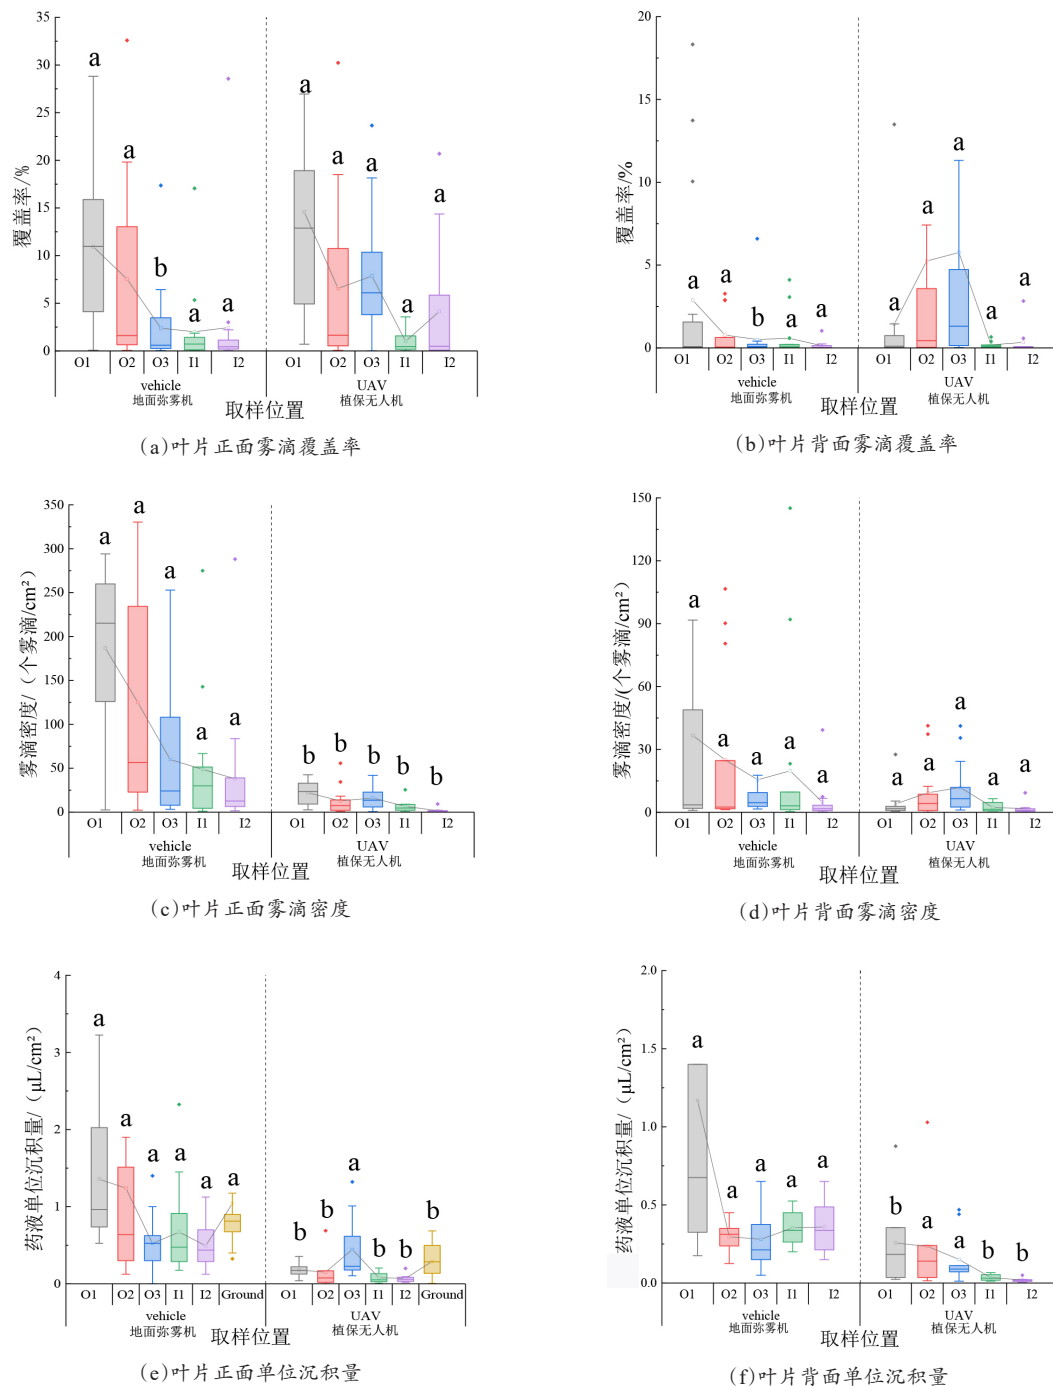 35
30
25
20
15
10
5
0
覆盖率/%
a
a
b
a
a
a
a
a
a
a
O1 O2 O3 I1 I2 O1 O2 O3 I1 I2
vehicle UAV
地面弥雾机 植保无人机
取样位置
(a)叶片正面雾滴覆盖率
20
15
10
5
0
覆盖率/%
a
a
b
a
a
a
a
a
a
a
O1 O2 O3 I1 I2 O1 O2 O3 I1 I2
vehicle UAV
地面弥雾机 植保无人机
取样位置
(b)叶片背面雾滴覆盖率
350
300
250
200
150
100
50
0
雾滴密度/（个雾滴/cm²）
a
a
a
a
a
b
b
b
b
b
O1 O2 O3 I1 I2 O1 O2 O3 I1 I2
vehicle UAV
地面弥雾机 植保无人机
取样位置
(c)叶片正面雾滴密度
150
120
90
60
30
0
雾滴密度/(个雾滴/cm²)
a
a
a
a
a
a
a
a
a
a
O1 O2 O3 I1 I2 O1 O2 O3 I1 I2
vehicle UAV
地面弥雾机 植保无人机
取样位置
(d)叶片背面雾滴密度
4
3
2
1
0
药液单位沉积量/（μL/cm²）
a
a
a
a
a
a
b
b
a
b
b
b
O1 O2 O3 I1 I2 Ground O1 O2 O3 I1 I2 Ground
vehicle UAV
地面弥雾机 植保无人机
取样位置
(e)叶片正面单位沉积量
2.0
1.5
1.0
0.5
0.0
药液单位沉积量/（μL/cm²）
a
a
a
a
a
b
a
a
b
b
O1 O2 O3 I1 I2 O1 O2 O3 I1 I2
vehicle UAV
地面弥雾机 植保无人机
取样位置
(f)叶片背面单位沉积量